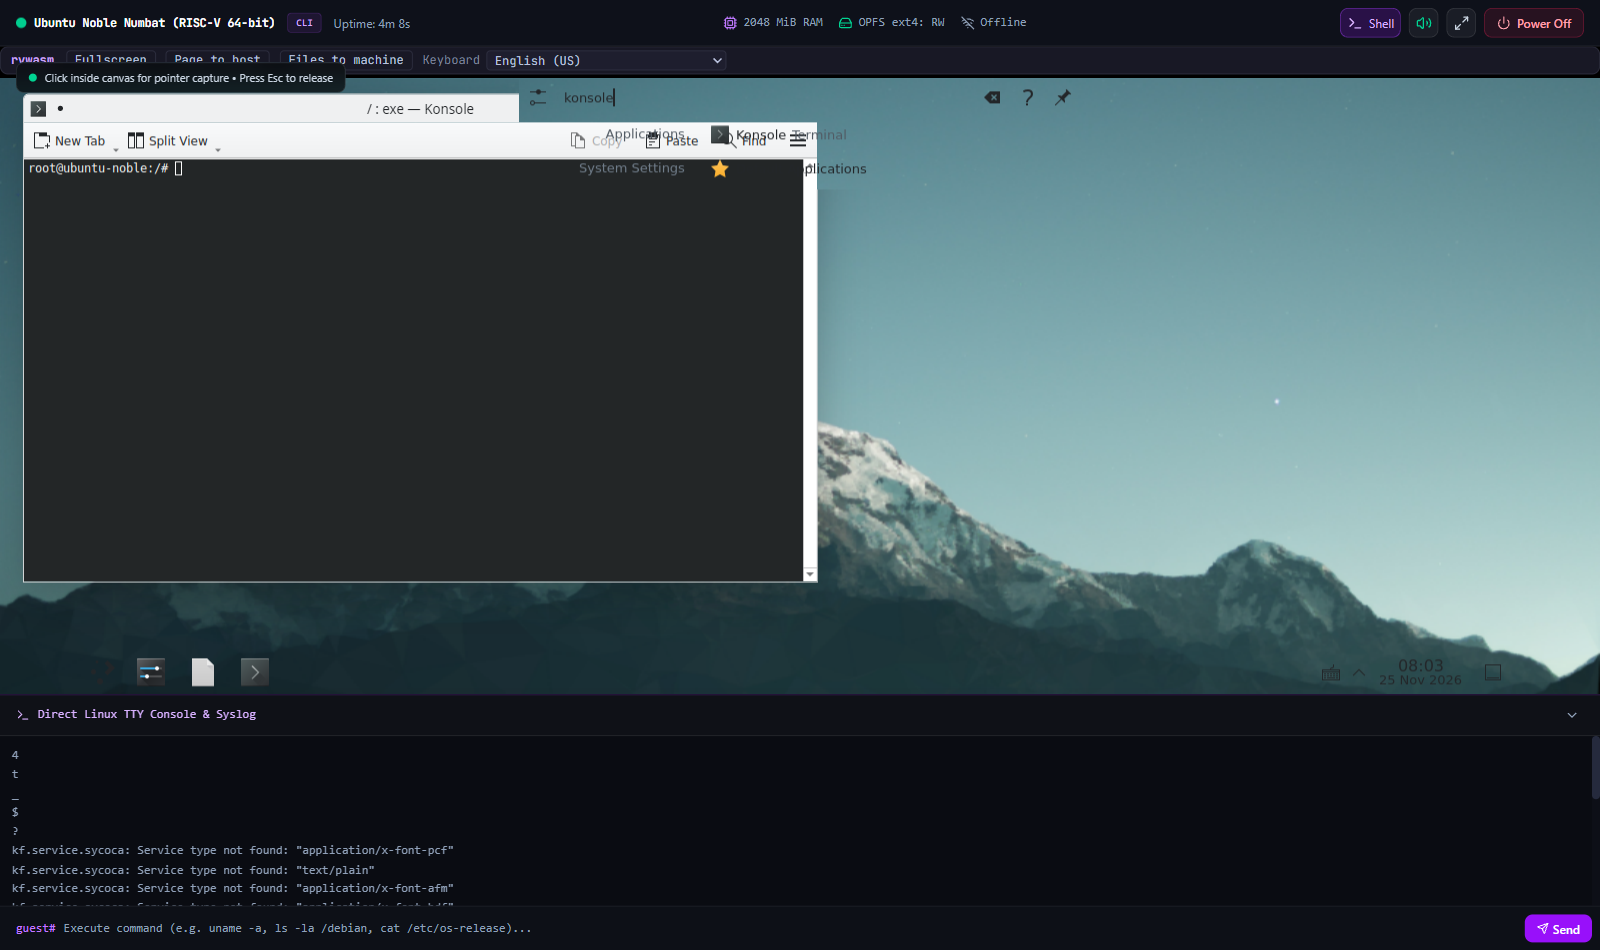 Ubuntu Noble Numbat (RISC-V 64-bit) CLI Uptime: 4m 8s 2048 MiB RAM OPFS ext4: RW Offline Shell Power Off
rvwasm Fullscreen Page to host Files to machine Keyboard English (US)
Click inside canvas for pointer capture • Press Esc to release
konsole
/ : exe — Konsole
Applications Konsole Terminal
New Tab Split View Copy Paste Find
System Settings plications
root@ubuntu-noble:/#
08:03
25 Nov 2026
Direct Linux TTY Console & Syslog
4
t
_
$
?
kf.service.sycoca: Service type not found: "application/x-font-pcf"
kf.service.sycoca: Service type not found: "text/plain"
kf.service.sycoca: Service type not found: "application/x-font-afm"
guest# Execute command (e.g. uname -a, ls -la /debian, cat /etc/os-release)...
Send